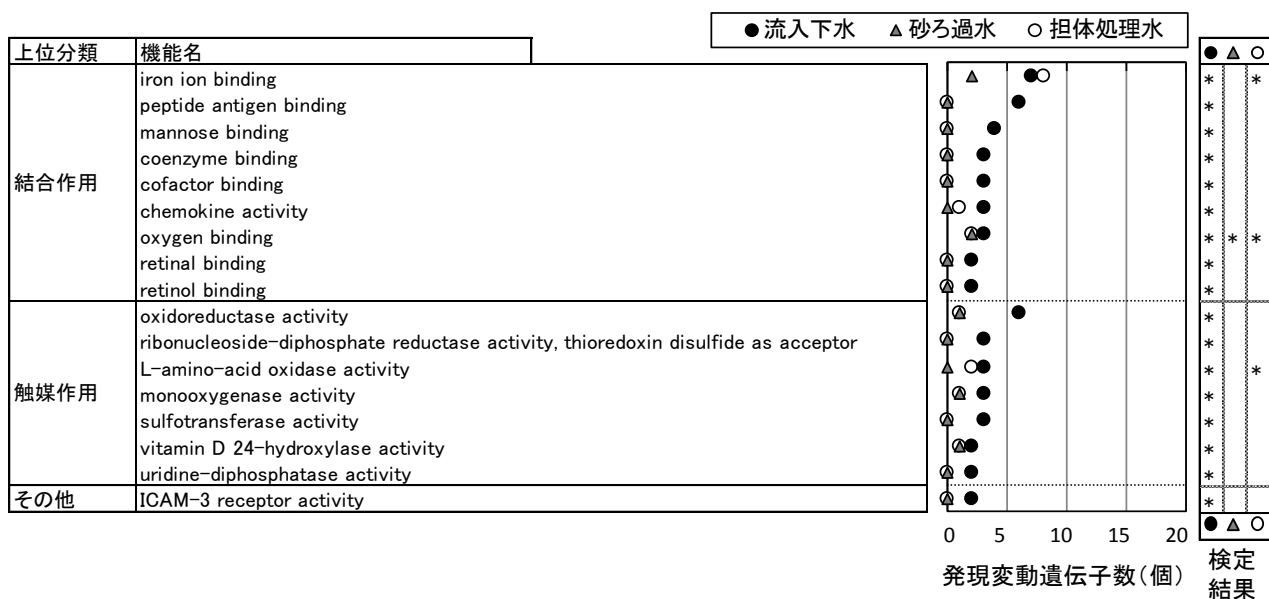 ●流入下水 ▲砂ろ過水 ○担体処理水
上位分類 機能名 ● ▲ ○
iron ion binding * *
peptide antigen binding *
mannose binding *
coenzyme binding *
結合作用 cofactor binding *
chemokine activity *
oxygen binding * * *
retinal binding *
retinol binding *
oxidoreductase activity *
ribonucleoside-diphosphate reductase activity, thioredoxin disulfide as acceptor *
L-amino-acid oxidase activity * *
触媒作用 monooxygenase activity *
sulfotransferase activity *
vitamin D 24-hydroxylase activity *
uridine-diphosphatase activity *
その他 ICAM-3 receptor activity *
● ▲ ○
0 5 10 15 20
発現変動遺伝子数(個)
検定
結果